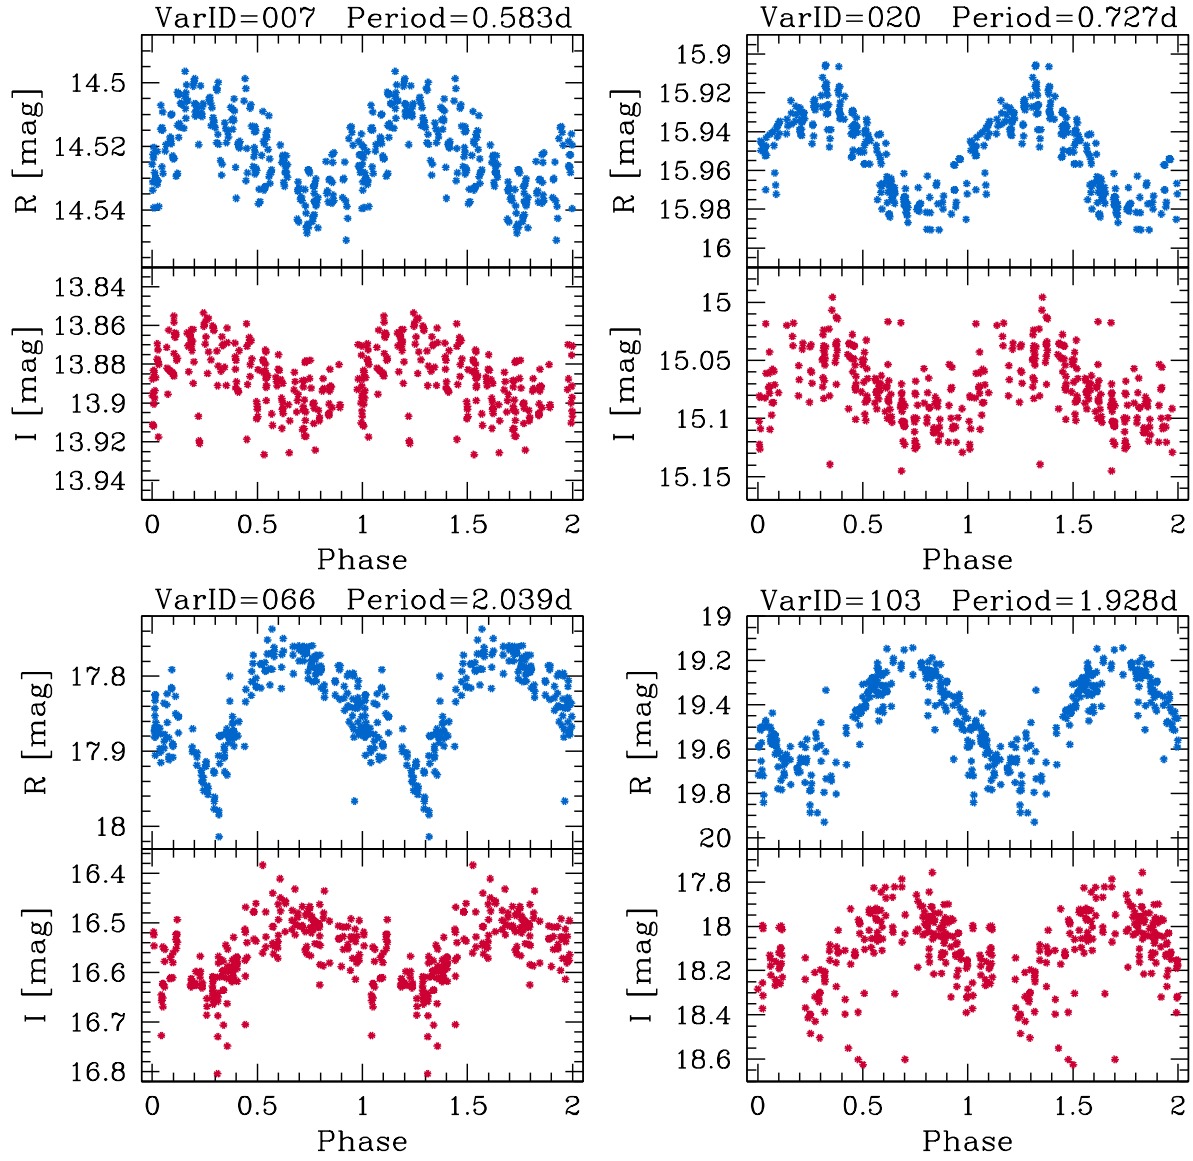 VarID=007 Period=0.583d
14.5
14.52
14.54
R [mag]
13.84
13.86
13.88
13.9
13.92
13.94
I [mag]
0 0.5 1 1.5 2
Phase
VarID=020 Period=0.727d
15.9
15.92
15.94
15.96
15.98
16
R [mag]
15
15.05
15.1
15.15
I [mag]
0 0.5 1 1.5 2
Phase
VarID=066 Period=2.039d
17.8
17.9
18
R [mag]
16.4
16.5
16.6
16.7
16.8
I [mag]
0 0.5 1 1.5 2
Phase
VarID=103 Period=1.928d
19
19.2
19.4
19.6
19.8
20
R [mag]
17.8
18
18.2
18.4
18.6
I [mag]
0 0.5 1 1.5 2
Phase